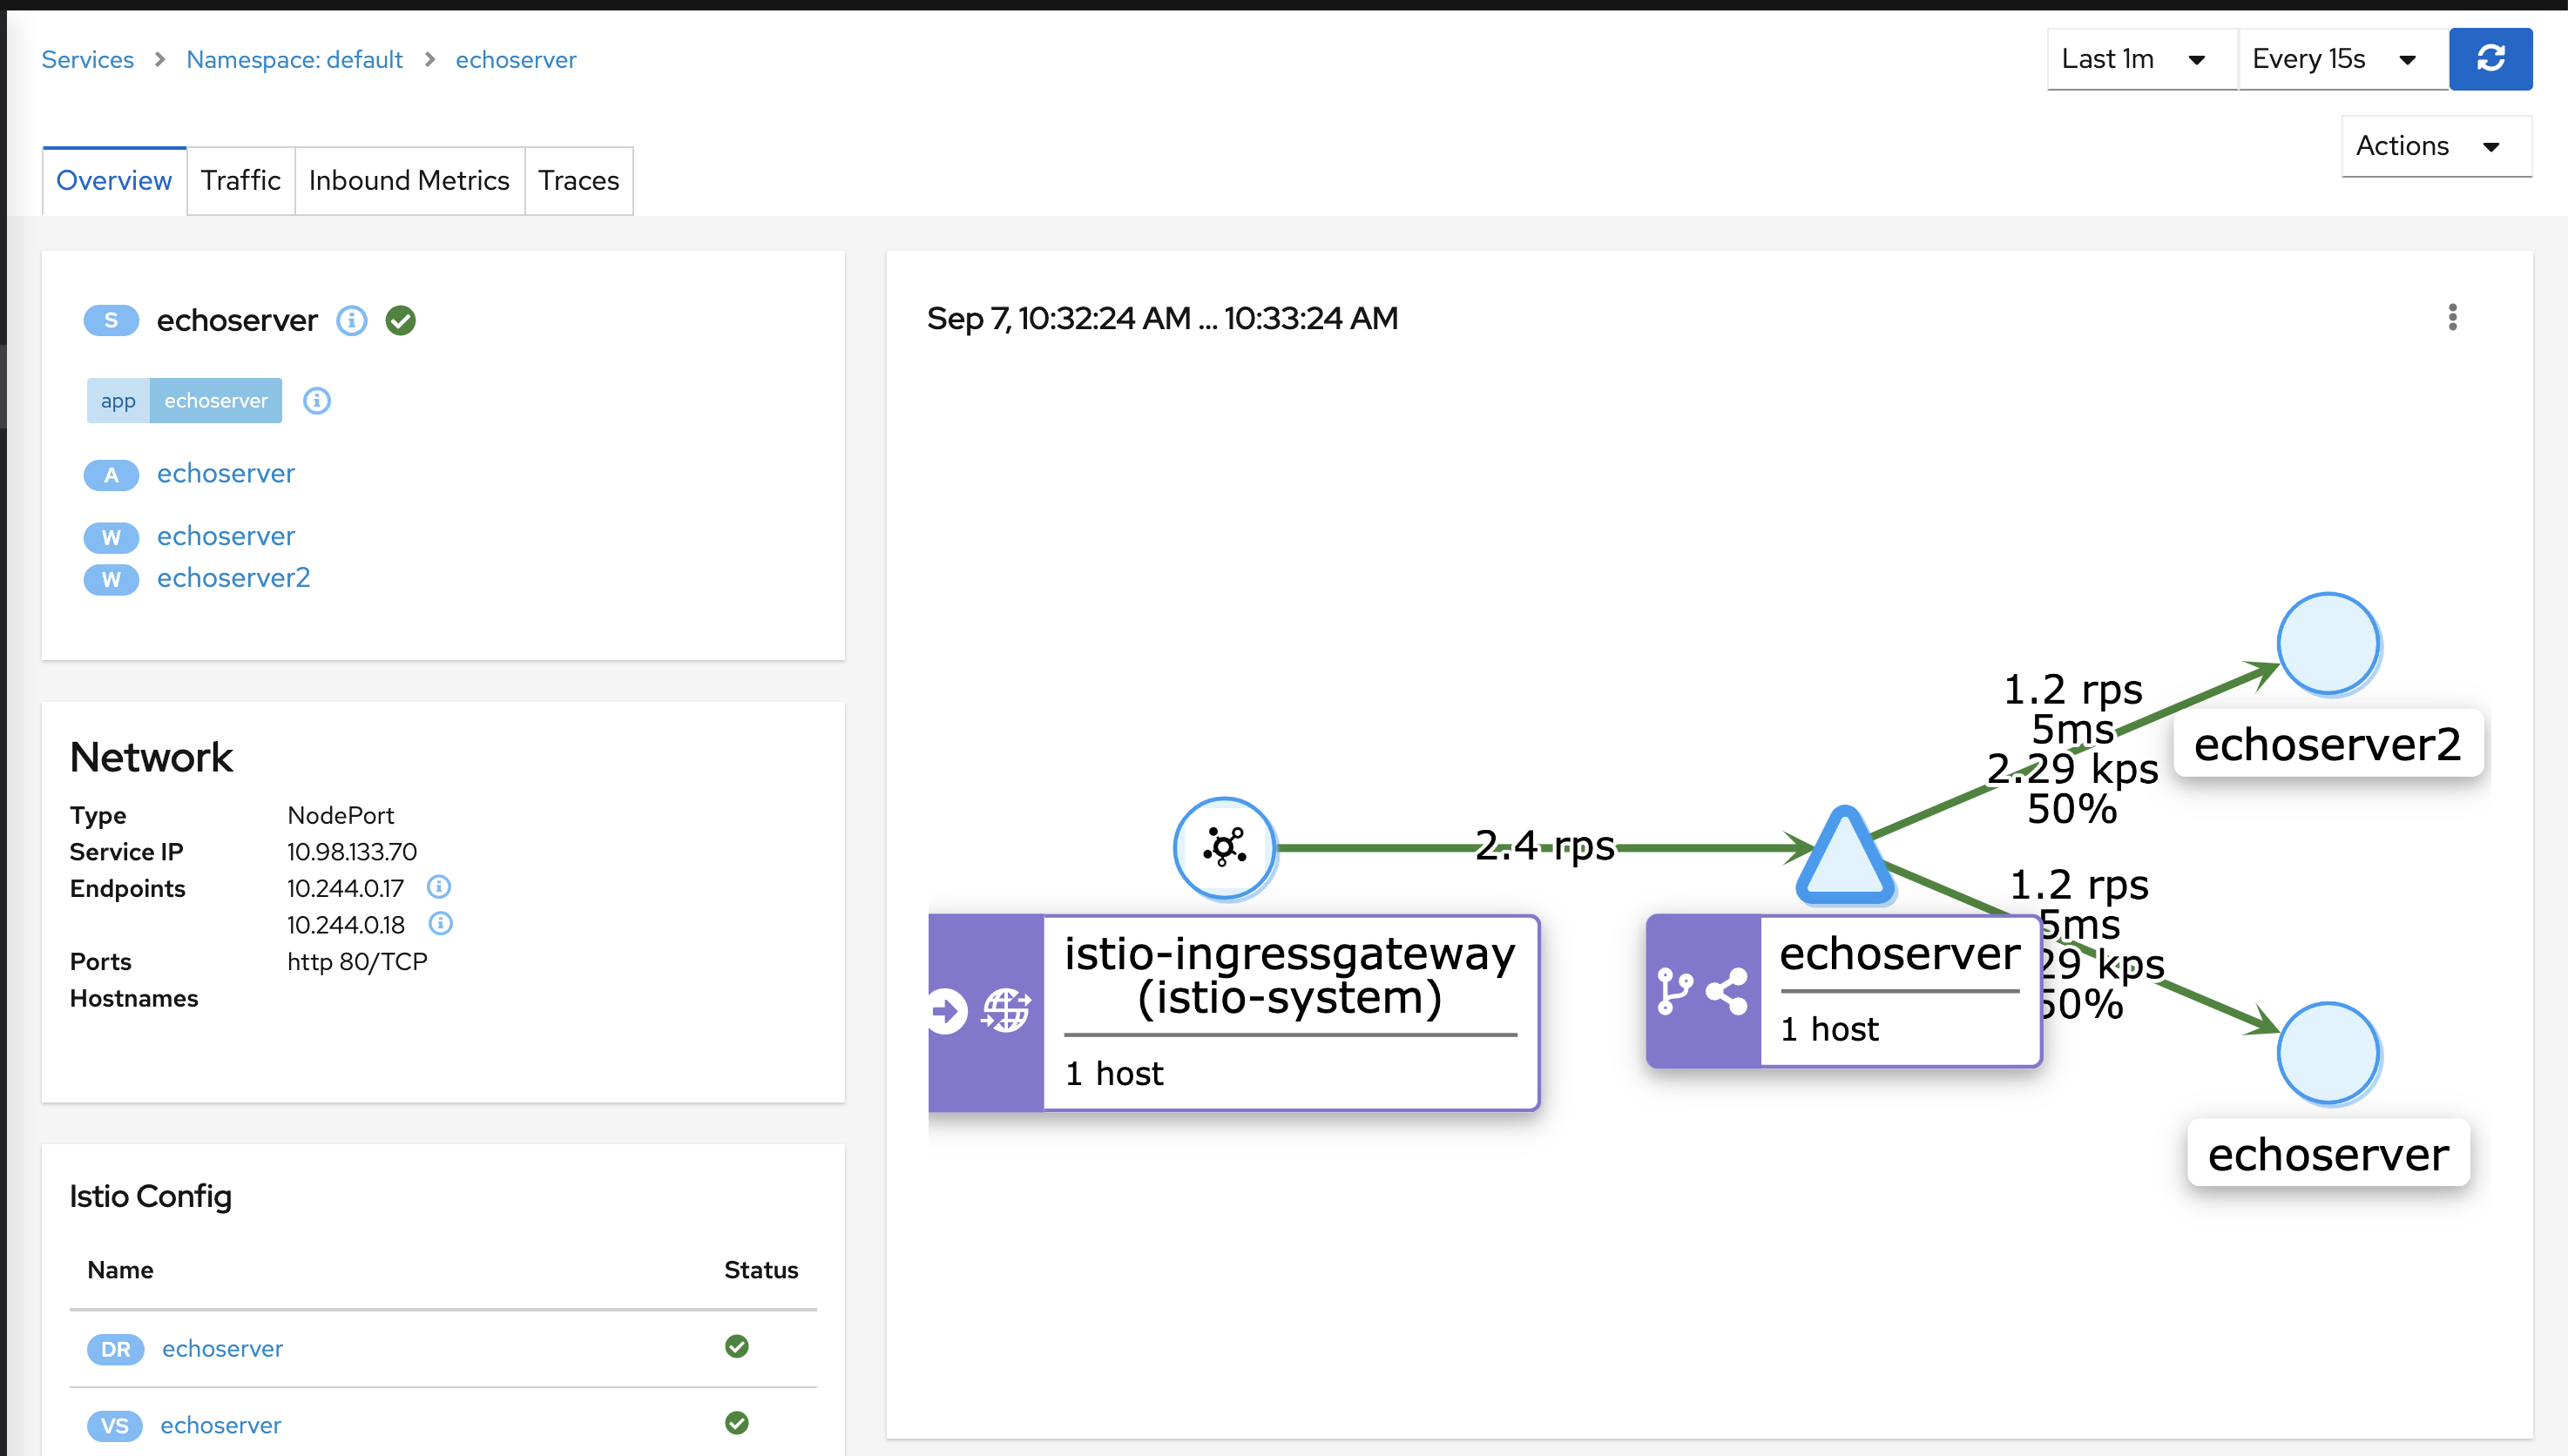 Services > Namespace: default > echoserver
Last 1m
Every 15s
Actions
Overview
Traffic
Inbound Metrics
Traces
S echoserver
app echoserver
A echoserver
W echoserver
W echoserver2
Network
Type NodePort
Service IP 10.98.133.70
Endpoints 10.244.0.17
10.244.0.18
Ports http 80/TCP
Hostnames
Istio Config
Name Status
DR echoserver
VS echoserver
Sep 7, 10:32:24 AM ... 10:33:24 AM
1.2 rps
5ms
2.29 kps
50%
echoserver2
2.4 rps
1.2 rps
5ms
29 kps
50%
istio-ingressgateway
(istio-system)
1 host
echoserver
1 host
echoserver